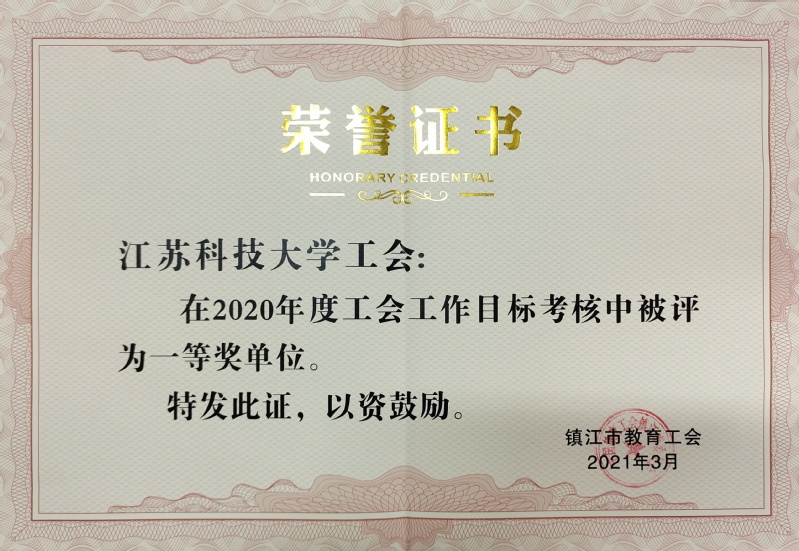 荣誉证书
HONORARY CREDENTIAL
江苏科技大学工会:
在2020年度工会工作目标考核中被评
为一等奖单位。
特发此证，以资鼓励。
镇江市教育工会
2021年3月